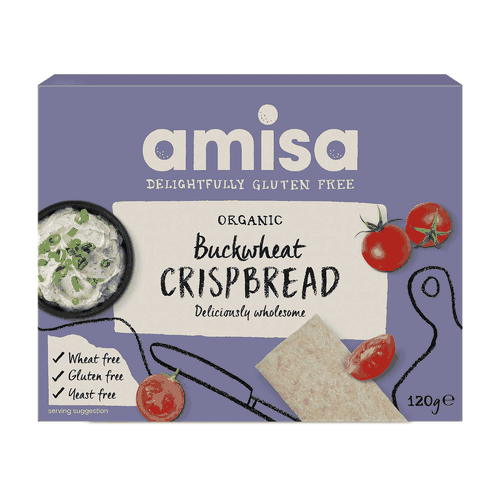 amisa
DELIGHTFULLY GLUTEN FREE
ORGANIC
Buckwheat
CRISPBREAD
Deliciously wholesome
✓ Wheat free
✓ Gluten free
✓ Yeast free
serving suggestion
120g℮